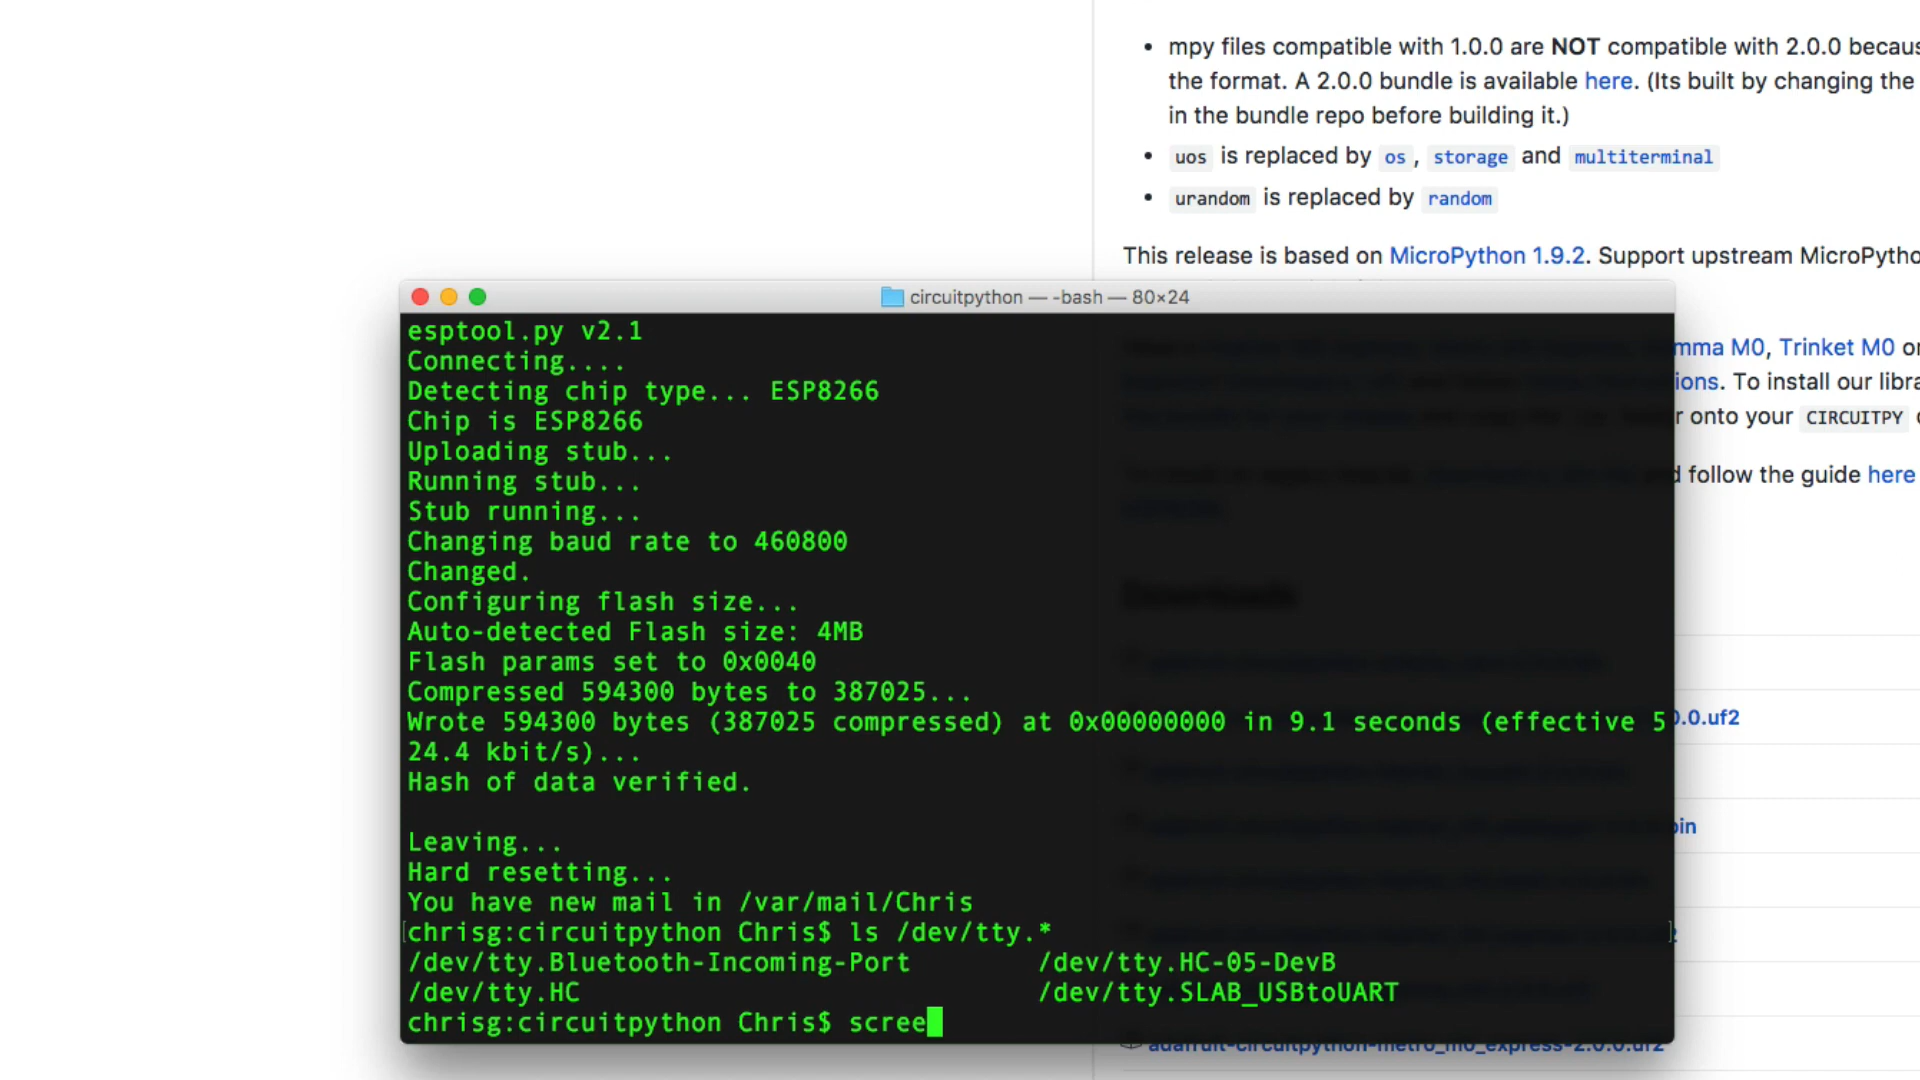 mpy files compatible with 1.0.0 are NOT compatible with 2.0.0
the format. A 2.0.0 bundle is available here. (Its built by changing the
in the bundle repo before building it.)
uos is replaced by os, storage and multiterminal
urandom is replaced by random
This release is based on MicroPython 1.9.2. Support upstream
circuitpython — -bash — 80×24
esptool.py v2.1
Connecting....
Detecting chip type... ESP8266
Chip is ESP8266
Uploading stub...
Running stub...
Stub running...
Changing baud rate to 460800
Changed.
Configuring flash size...
Auto-detected Flash size: 4MB
Flash params set to 0x0040
Compressed 594300 bytes to 387025...
Wrote 594300 bytes (387025 compressed) at 0x00000000 in 9.1 seconds (effective 5
24.4 kbit/s)...
Hash of data verified.
Leaving...
Hard resetting...
You have new mail in /var/mail/Chris
chrisg:circuitpython Chris$ ls /dev/tty.*
/dev/tty.Bluetooth-Incoming-Port /dev/tty.HC-05-DevB
/dev/tty.HC /dev/tty.SLAB_USBtoUART
chrisg:circuitpython Chris$ scree
M0, Trinket M0
To install our
onto your CIRCUITPY
follow the guide here
0.0.uf2
bin
adafruit-circuitpython-metro_m0_express-2.0.0.uf2